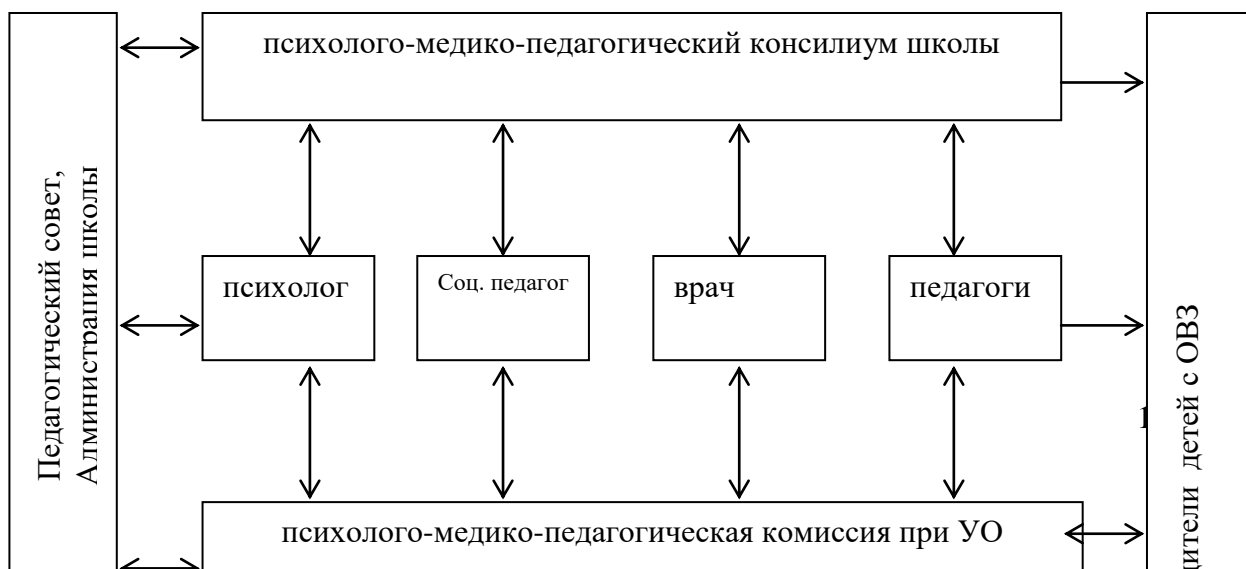 психолого-медико-педагогический консилиум школы
Педагогический совет,
Администрация школы
психолог
Соц. педагог
врач
педагоги
детей с ОВЗ
психолого-медико-педагогическая комиссия при УО